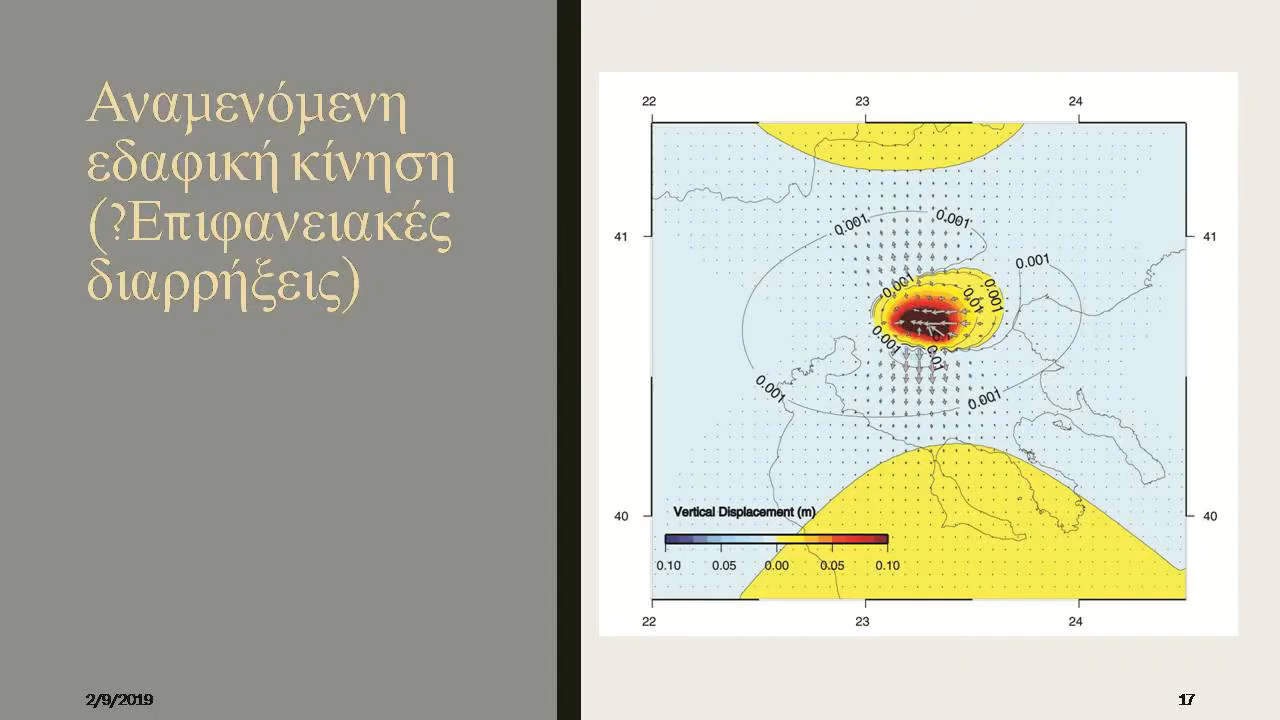 Αναμενόμενη
εδαφική κίνηση
(?Επιφανειακές
διαρρήξεις)
22 23 24
41 41
0.001 0.001
0.001
0.001 0.01 0.001
0.001 0.01
0.001 0.001
40 40
Vertical Displacement (m)
0.10 0.05 0.00 0.05 0.10
22 23 24
2/9/2019
17